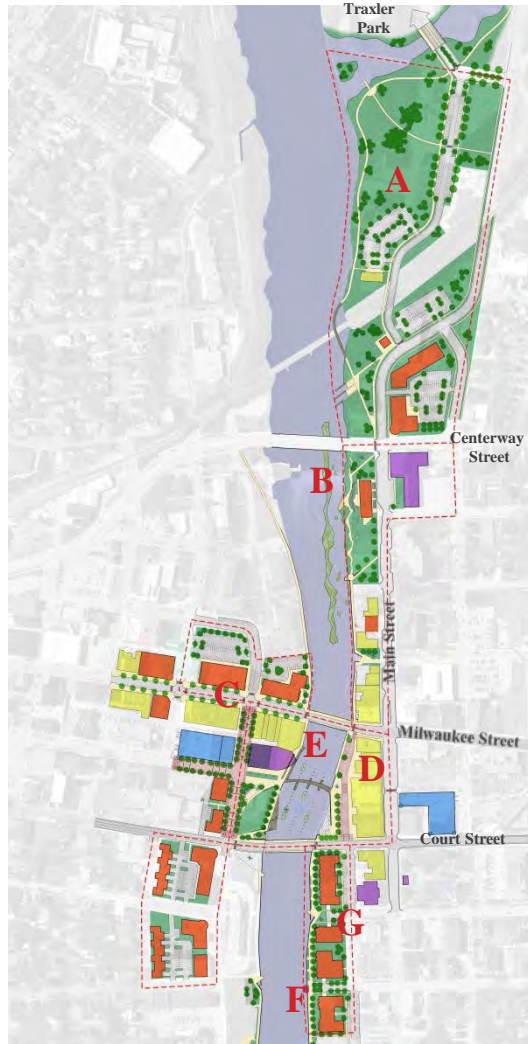 Traxler
Park
A
Centerway
Street
B
Main Street
C
Milwaukee Street
E
D
Court Street
G
F